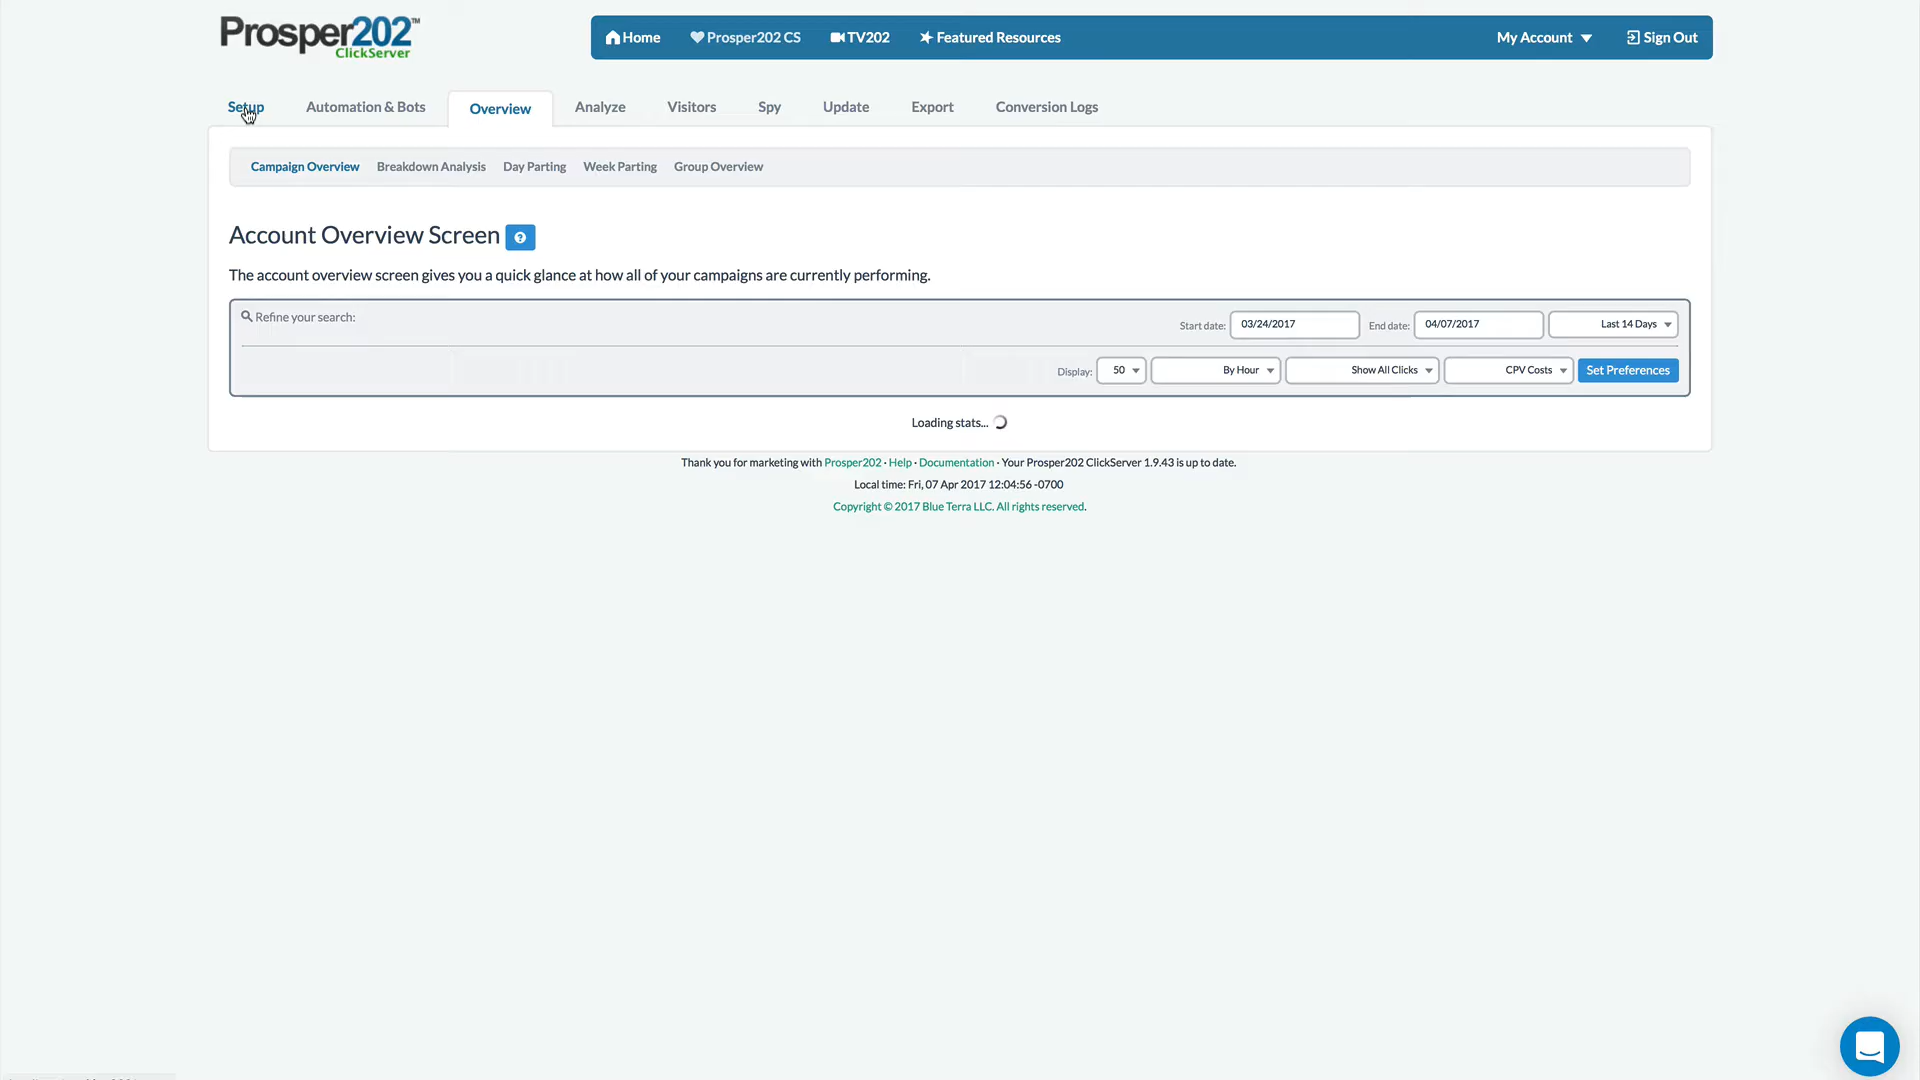 Prosper202™
ClickServer
Home Prosper202 CS TV202 Featured Resources My Account Sign Out
Setup Automation & Bots Overview Analyze Visitors Spy Update Export Conversion Logs
Campaign Overview Breakdown Analysis Day Parting Week Parting Group Overview
Account Overview Screen
The account overview screen gives you a quick glance at how all of your campaigns are currently performing.
Refine your search: Start date: 03/24/2017 End date: 04/07/2017 Last 14 Days
Display: 50 By Hour Show All Clicks CPV Costs Set Preferences
Loading stats...
Thank you for marketing with Prosper202 · Help · Documentation · Your Prosper202 ClickServer 1.9.43 is up to date.
Local time: Fri, 07 Apr 2017 12:04:56 -0700
Copyright © 2017 Blue Terra LLC. All rights reserved.